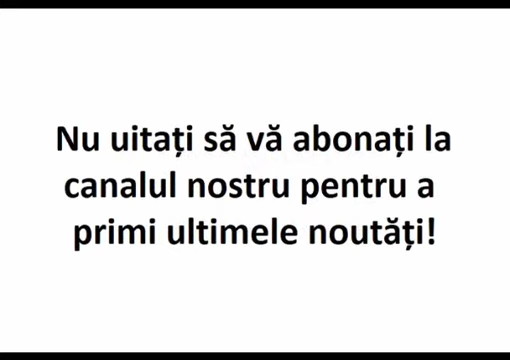 Nu uitați să vă abonați la
canalul nostru pentru a
primi ultimele noutăți!